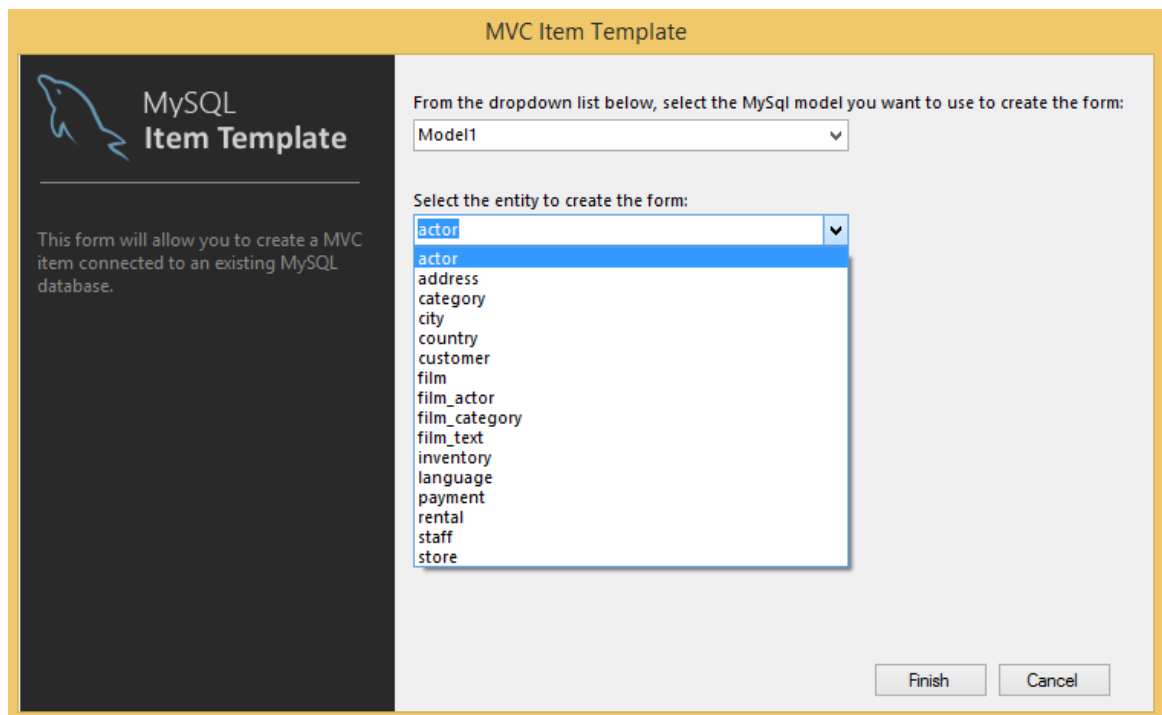 MVC Item Template
MySQL
Item Template
This form will allow you to create a MVC
item connected to an existing MySQL
database.
From the dropdown list below, select the MySql model you want to use to create the form:
Model1
Select the entity to create the form:
actor
actor
address
category
city
country
customer
film
film_actor
film_category
film_text
inventory
language
payment
rental
staff
store
Finish
Cancel